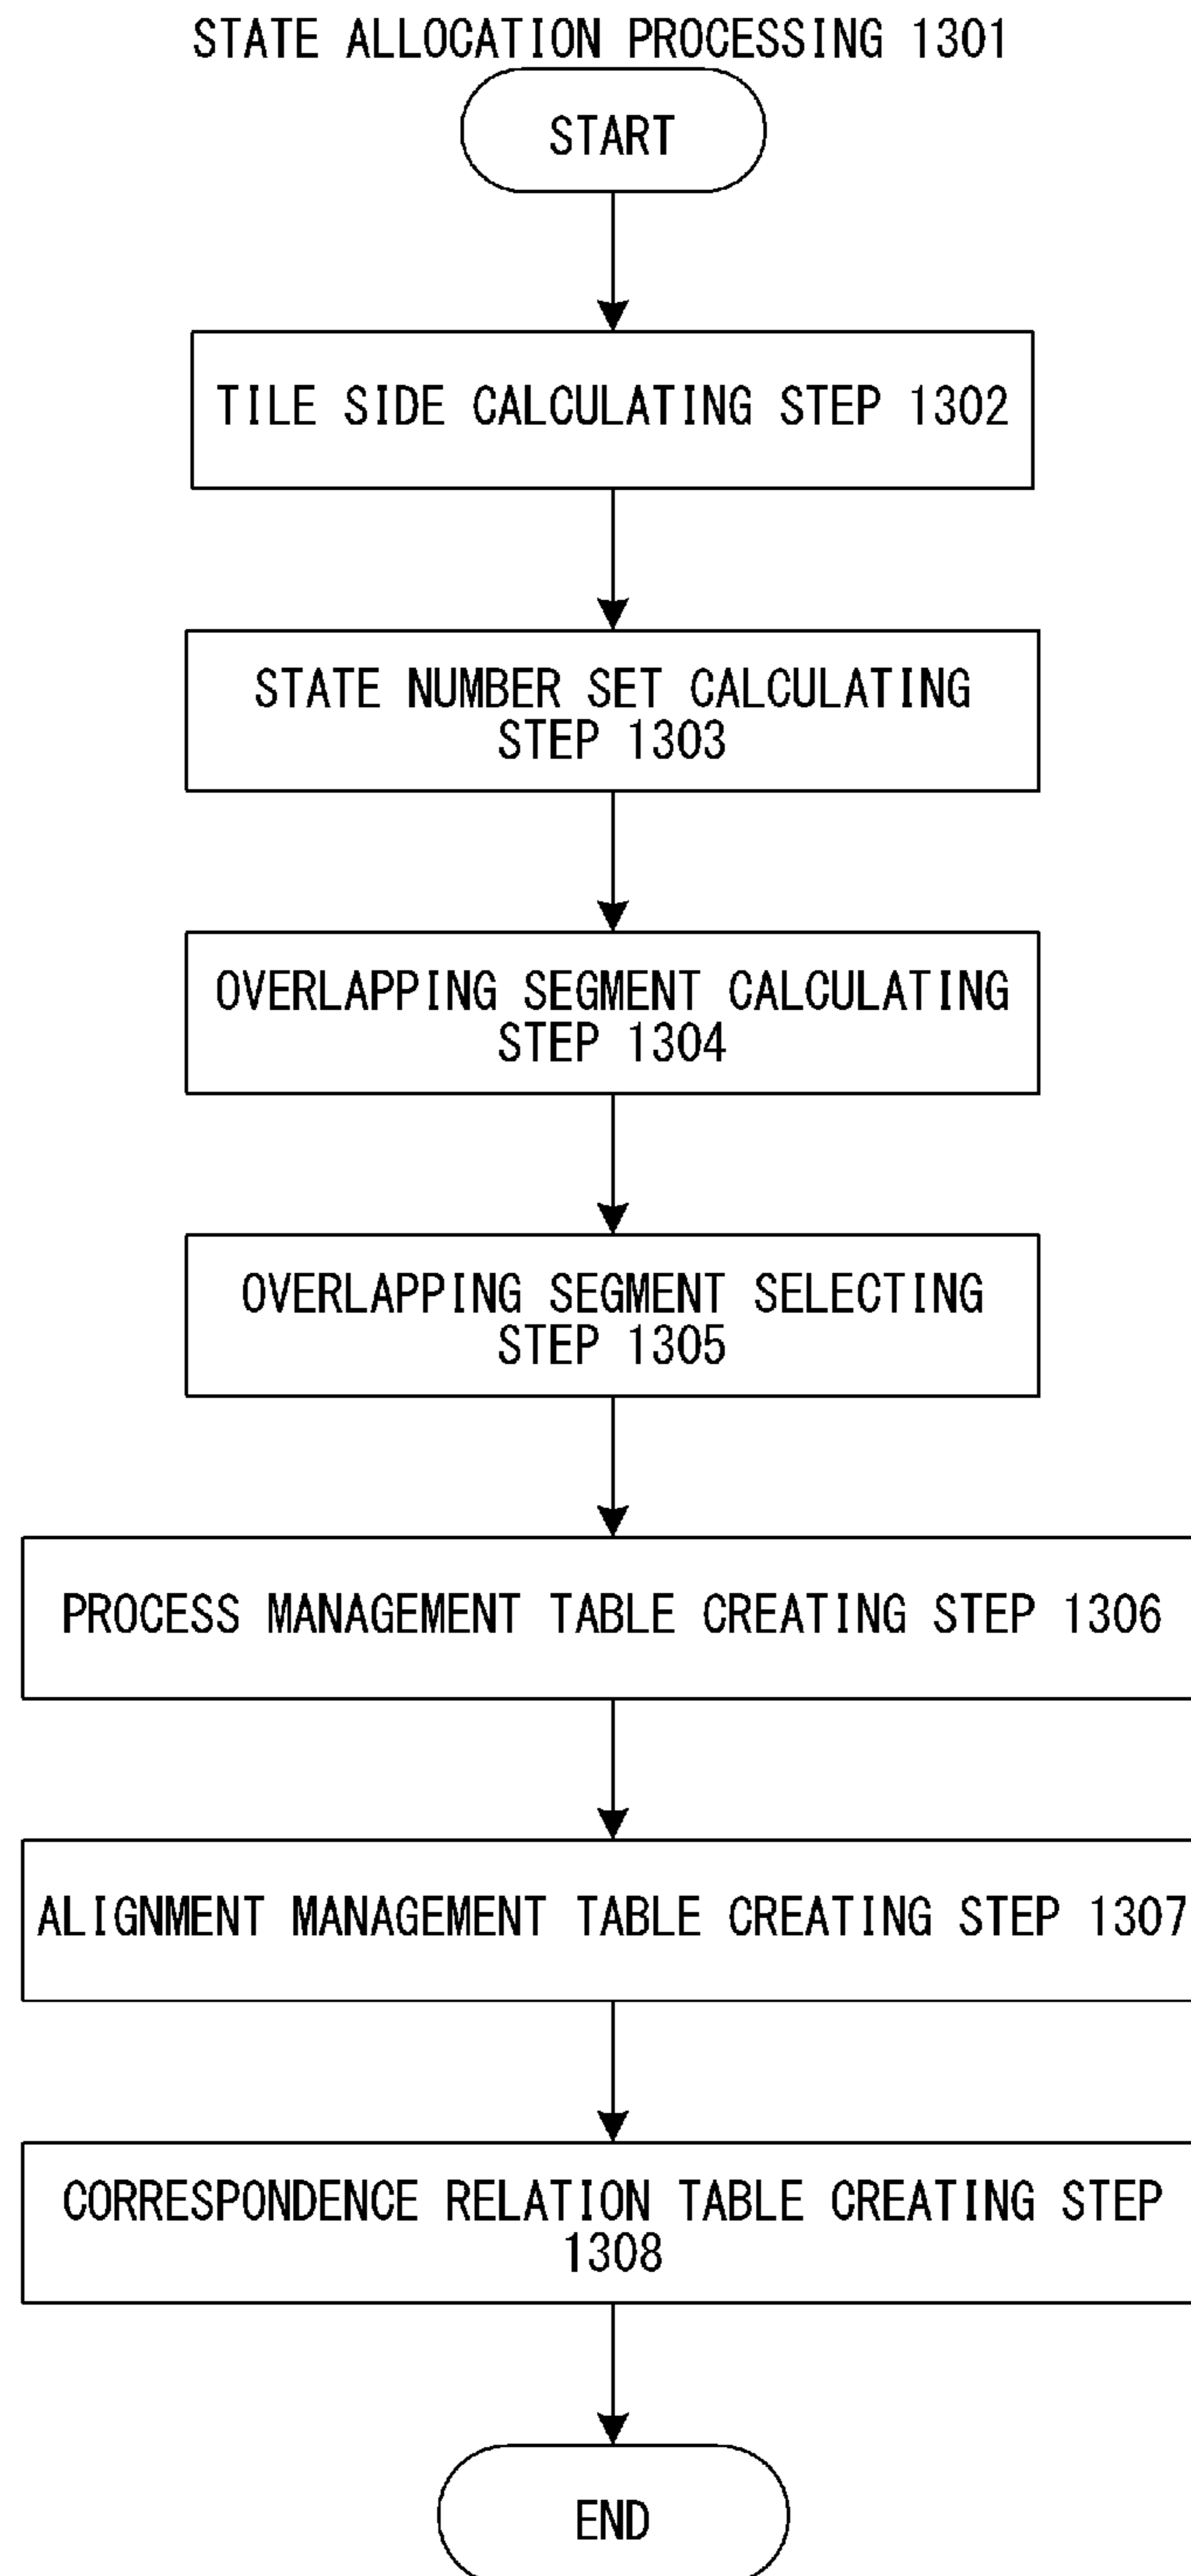 STATE ALLOCATION PROCESSING 1301
START
TILE SIDE CALCULATING STEP 1302
STATE NUMBER SET CALCULATING
STEP 1303
OVERLAPPING SEGMENT CALCULATING
STEP 1304
OVERLAPPING SEGMENT SELECTING
STEP 1305
PROCESS MANAGEMENT TABLE CREATING STEP 1306
ALIGNMENT MANAGEMENT TABLE CREATING STEP 1307
CORRESPONDENCE RELATION TABLE CREATING STEP
1308
END